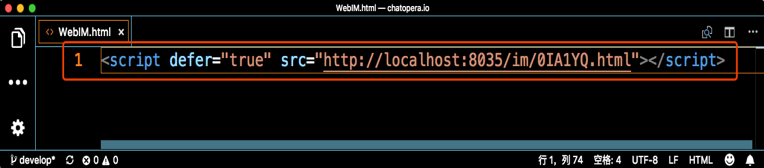 WebIM.html — chatopera.io
WebIM.html ×
1 <script defer="true" src="http://localhost:8035/im/0IA1YQ.html"></script>
develop* 0 0 行 1，列 74 空格: 4 UTF-8 LF HTML